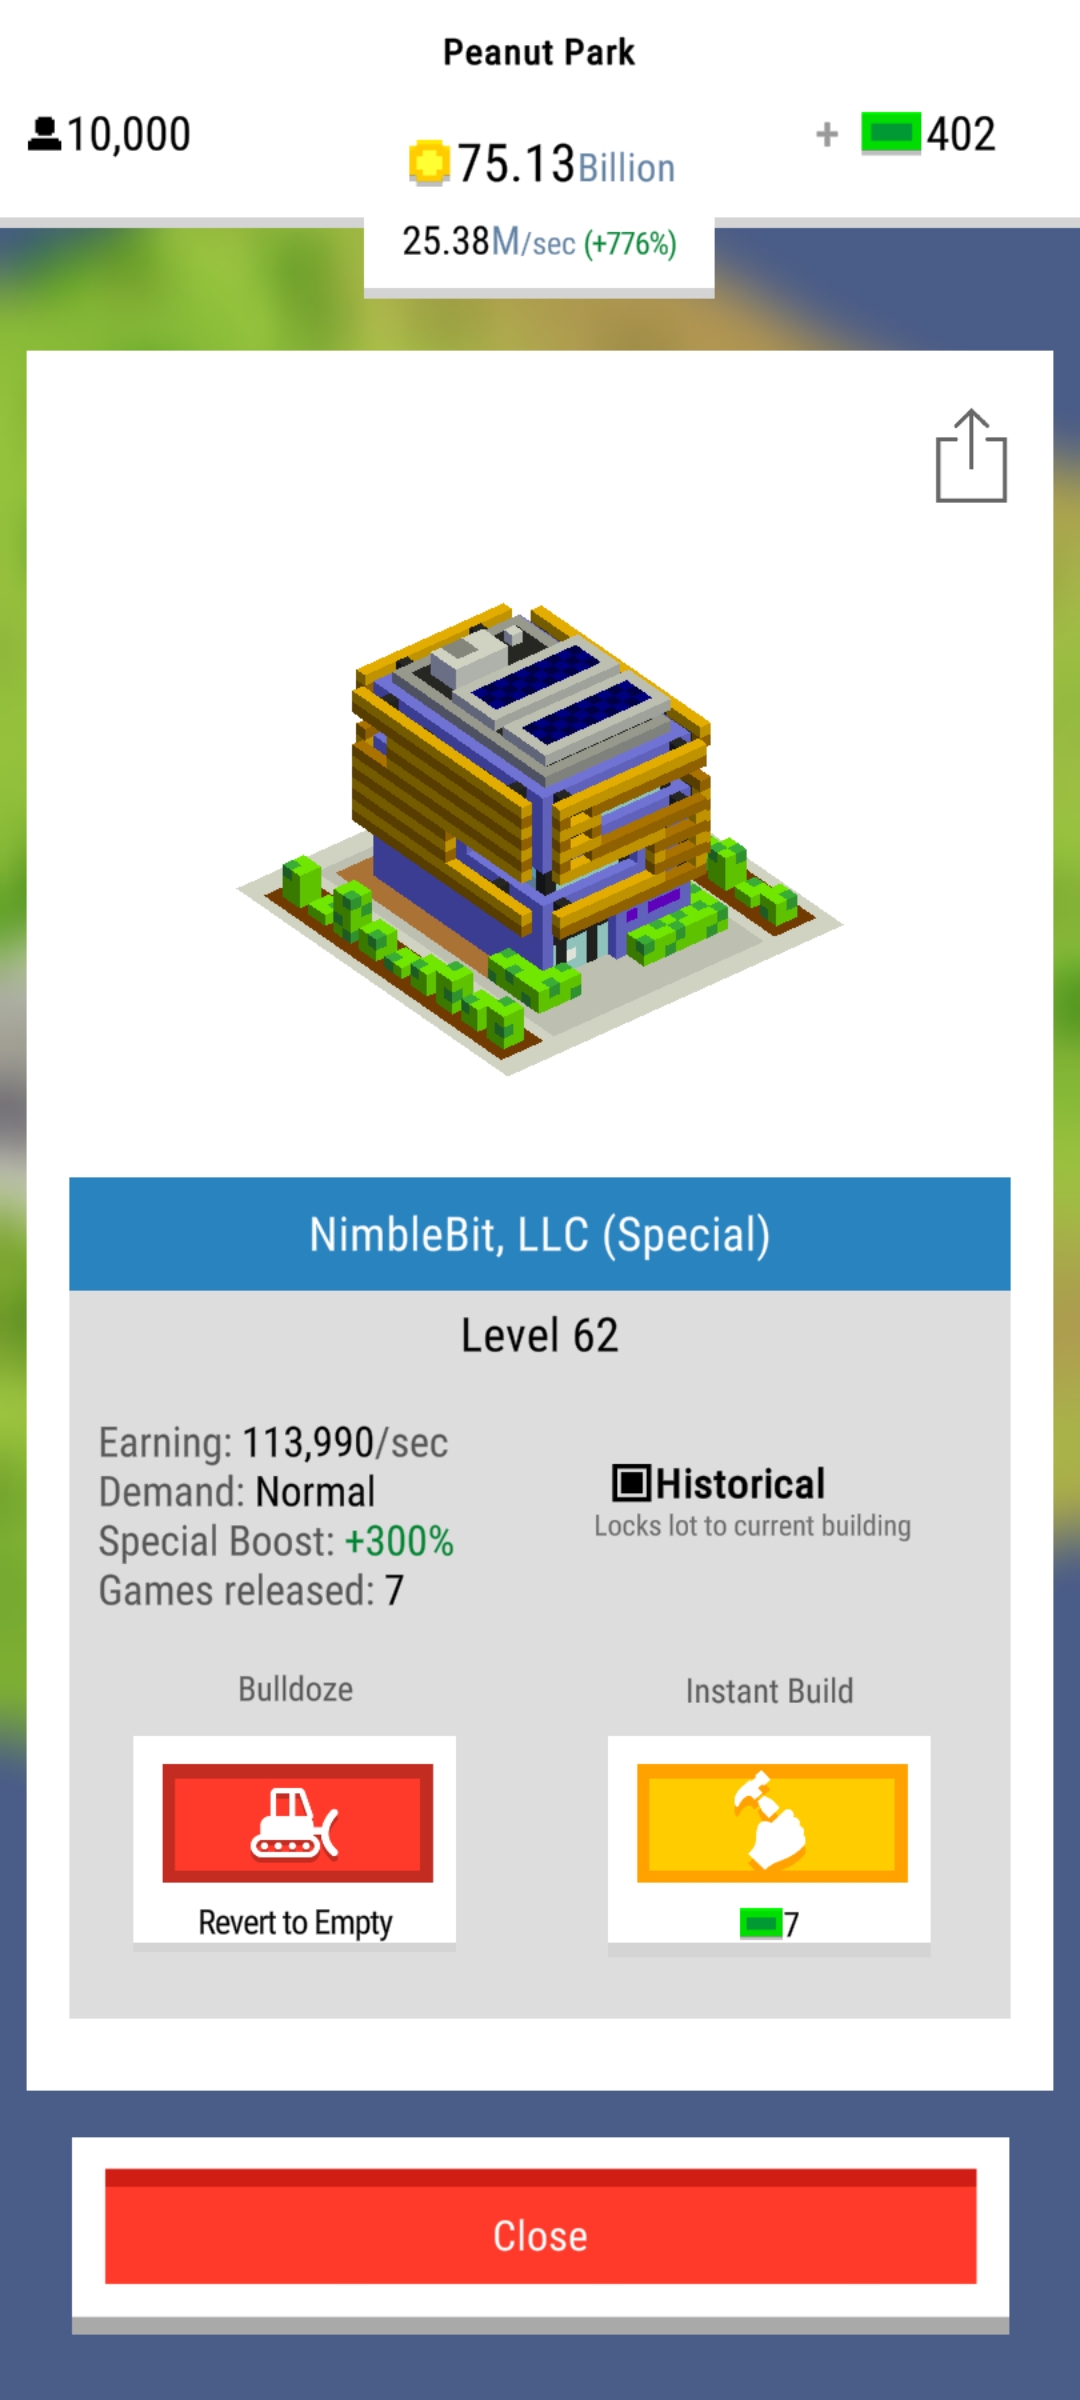 Peanut Park
10,000
75.13 Billion
+ 402
25.38M/sec (+776%)
NimbleBit, LLC (Special)
Level 62
Earning: 113,990/sec
Demand: Normal
Special Boost: +300%
Games released: 7
Historical
Locks lot to current building
Bulldoze
Instant Build
Revert to Empty
7
Close